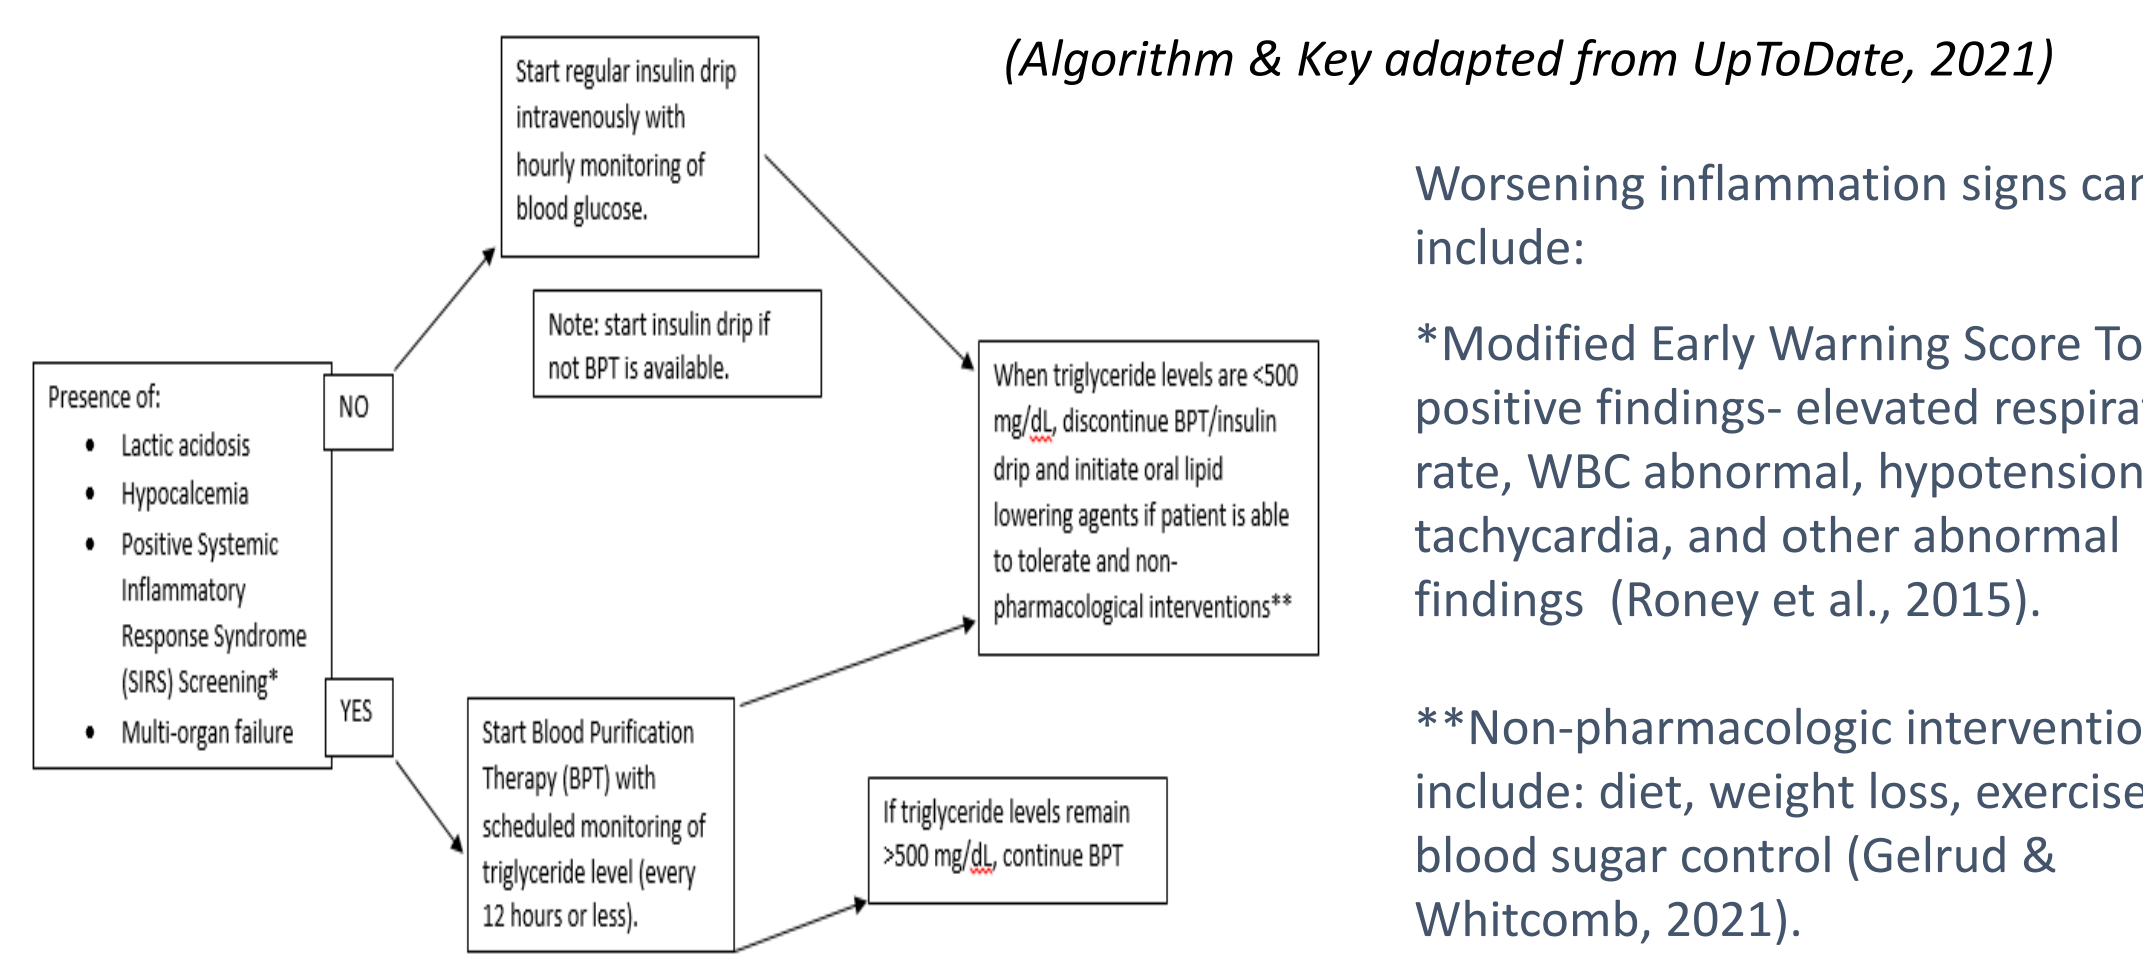 (Algorithm & Key adapted from UpToDate, 2021)
Start regular insulin drip
intravenously with
hourly monitoring of
blood glucose.
Note: start insulin drip if
not BPT is available.
Presence of:
• Lactic acidosis
• Hypocalcemia
• Positive Systemic
Inflammatory
Response Syndrome
(SIRS) Screening*
• Multi-organ failure
NO
YES
Start Blood Purification
Therapy (BPT) with
scheduled monitoring of
triglyceride level (every
12 hours or less).
When triglyceride levels are <500
mg/dL, discontinue BPT/insulin
drip and initiate oral lipid
lowering agents if patient is able
to tolerate and non-
pharmacological interventions**
If triglyceride levels remain
>500 mg/dL, continue BPT
Worsening inflammation signs can
include:
*Modified Early Warning Score
positive findings- elevated
rate, WBC abnormal, hypotension
tachycardia, and other abnormal
findings (Roney et al., 2015).
**Non-pharmacologic
include: diet, weight loss, exercise
blood sugar control (Gelrud &
Whitcomb, 2021).